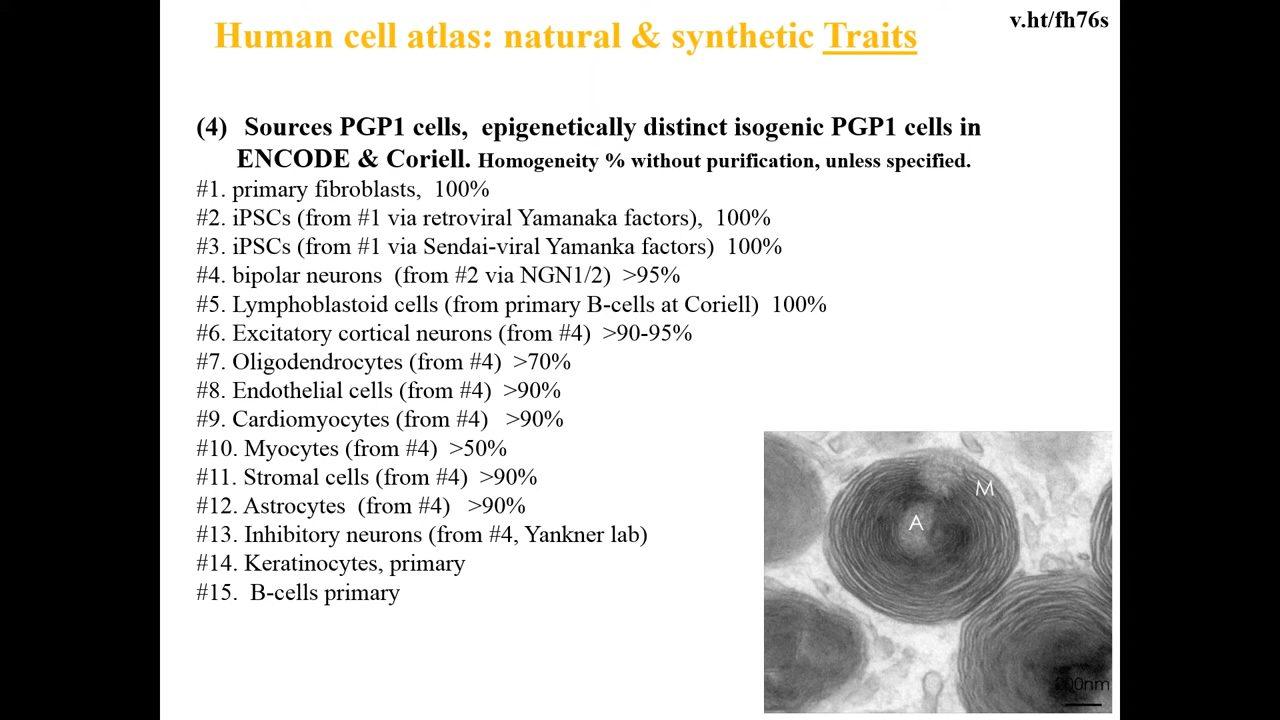 v.ht/fh76s
Human cell atlas: natural & synthetic Traits
(4) Sources PGP1 cells, epigenetically distinct isogenic PGP1 cells in
ENCODE & Coriell. Homogeneity % without purification, unless specified.
#1. primary fibroblasts, 100%
#2. iPSCs (from #1 via retroviral Yamanaka factors), 100%
#3. iPSCs (from #1 via Sendai-viral Yamanka factors) 100%
#4. bipolar neurons (from #2 via NGN1/2) >95%
#5. Lymphoblastoid cells (from primary B-cells at Coriell) 100%
#6. Excitatory cortical neurons (from #4) >90-95%
#7. Oligodendrocytes (from #4) >70%
#8. Endothelial cells (from #4) >90%
#9. Cardiomyocytes (from #4) >90%
#10. Myocytes (from #4) >50%
#11. Stromal cells (from #4) >90%
#12. Astrocytes (from #4) >90%
#13. Inhibitory neurons (from #4, Yankner lab)
#14. Keratinocytes, primary
#15. B-cells primary
M
A
200nm